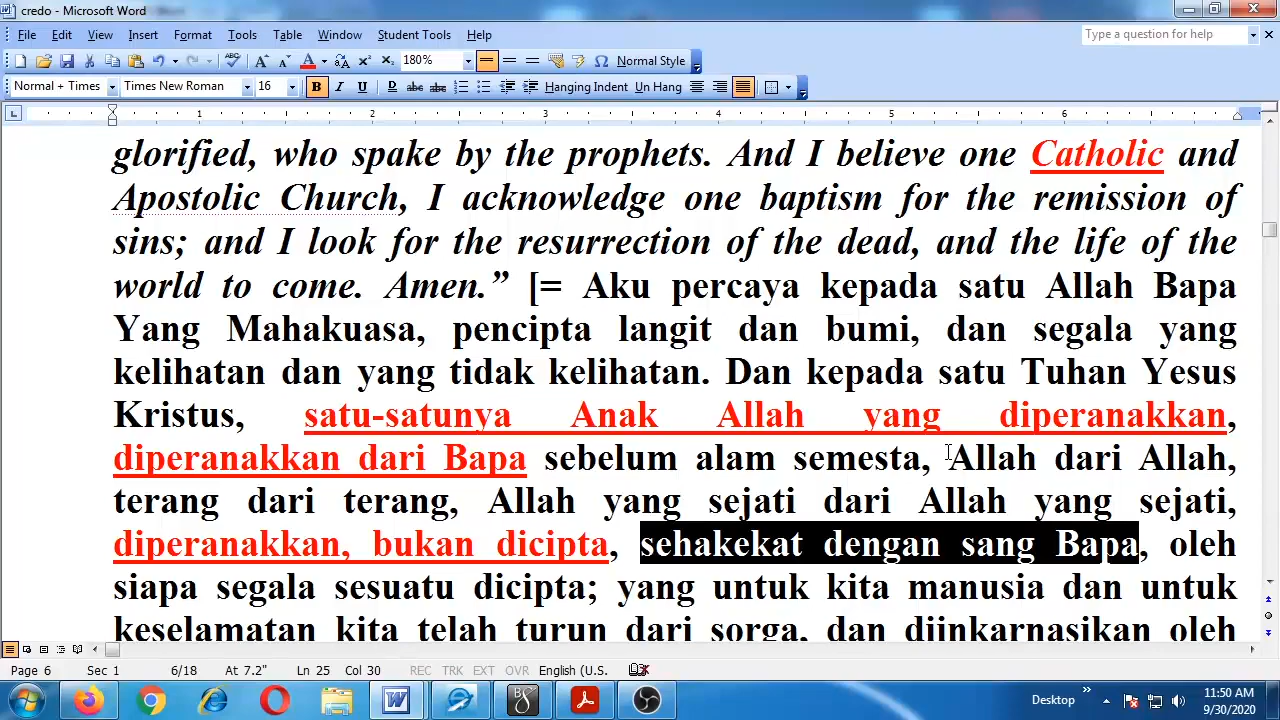 credo - Microsoft Word
File Edit View Insert Format Tools Table Window Student Tools Help
Type a question for help
180% Normal Style
Normal + Times Times New Roman 16 B I U Hanging Indent Un Hang
1 2 3 4 5 6
glorified, who spake by the prophets. And I believe one Catholic and
Apostolic Church, I acknowledge one baptism for the remission of
sins; and I look for the resurrection of the dead, and the life of the
world to come. Amen.” [= Aku percaya kepada satu Allah Bapa
Yang Mahakuasa, pencipta langit dan bumi, dan segala yang
kelihatan dan yang tidak kelihatan. Dan kepada satu Tuhan Yesus
Kristus, satu-satunya Anak Allah yang diperanakkan,
diperanakkan dari Bapa sebelum alam semesta, Allah dari Allah,
terang dari terang, Allah yang sejati dari Allah yang sejati,
diperanakkan, bukan dicipta, sehakekat dengan sang Bapa, oleh
siapa segala sesuatu dicipta; yang untuk kita manusia dan untuk
keselamatan kita telah turun dari sorga, dan diinkarnasikan oleh
Page 6 Sec 1 6/18 At 7.2" Ln 25 Col 30 REC TRK EXT OVR English (U.S.
Desktop
11:50 AM
9/30/2020